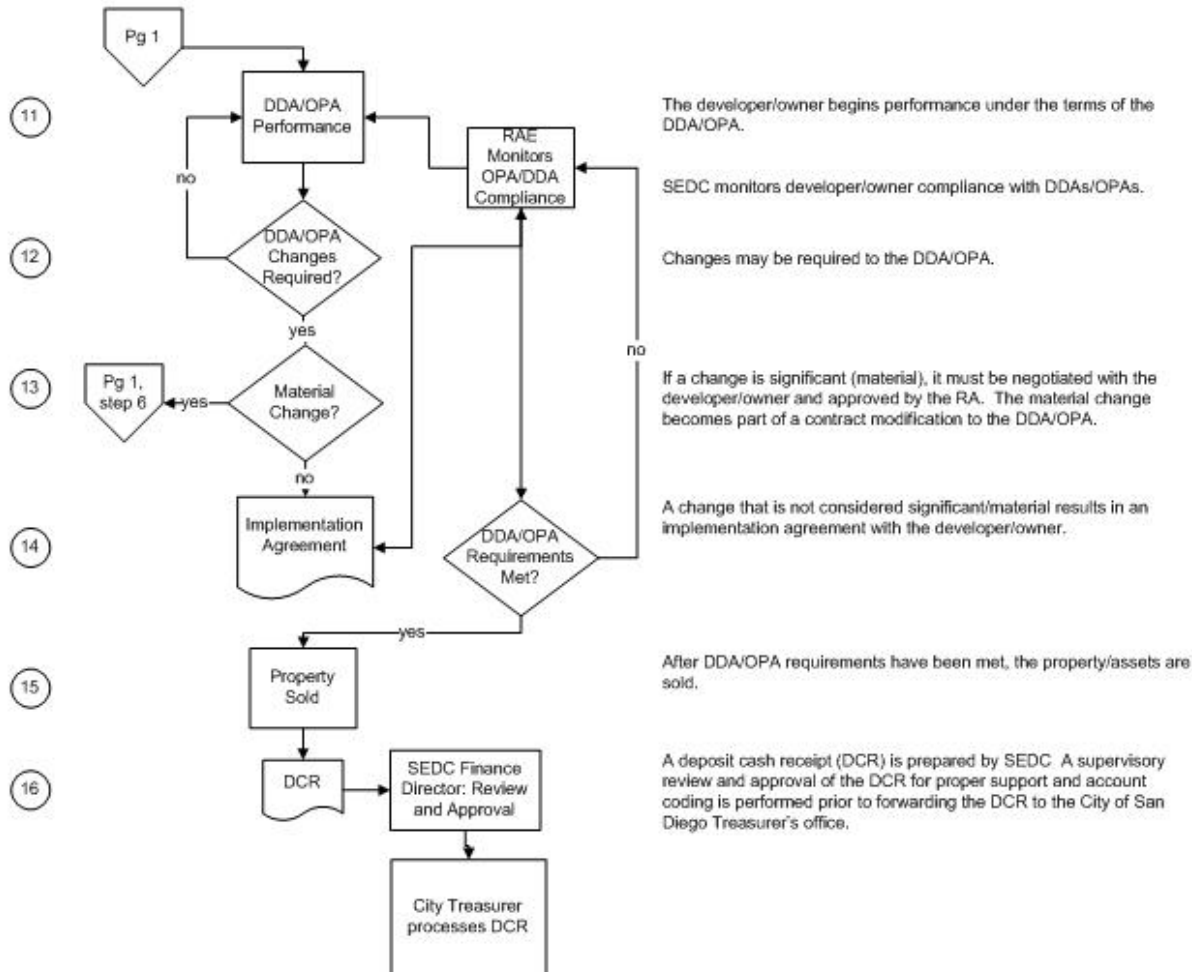 Pg 1
11
DDA/OPA
Performance
RAE
Monitors
OPA/DDA
Compliance
The developer/owner begins performance under the terms of the
DDA/OPA.
no
SEDC monitors developer/owner compliance with DDAs/OPAs.
12
DDA/OPA
Changes
Required?
Changes may be required to the DDA/OPA.
yes
no
13
Pg 1,
step 6
yes
Material
Change?
If a change is significant (material), it must be negotiated with the
developer/owner and approved by the RA. The material change
becomes part of a contract modification to the DDA/OPA.
no
14
Implementation
Agreement
DDA/OPA
Requirements
Met?
A change that is not considered significant/material results in an
implementation agreement with the developer/owner.
yes
15
Property
Sold
After DDA/OPA requirements have been met, the property/assets are
sold.
16
DCR
SEDC Finance
Director: Review
and Approval
A deposit cash receipt (DCR) is prepared by SEDC A supervisory
review and approval of the DCR for proper support and account
coding is performed prior to forwarding the DCR to the City of San
Diego Treasurer's office.
City Treasurer
processes DCR